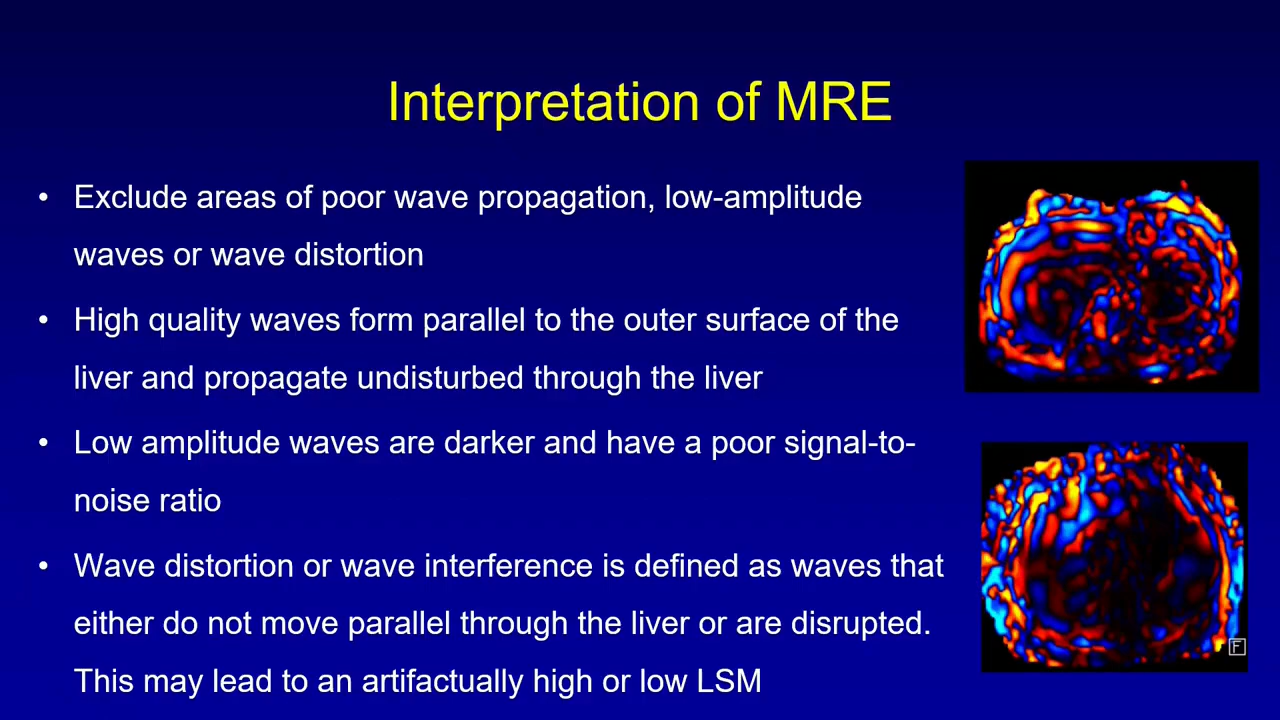 Interpretation of MRE
• Exclude areas of poor wave propagation, low-amplitude
waves or wave distortion
• High quality waves form parallel to the outer surface of the
liver and propagate undisturbed through the liver
• Low amplitude waves are darker and have a poor signal-to-
noise ratio
• Wave distortion or wave interference is defined as waves that
either do not move parallel through the liver or are disrupted.
This may lead to an artifactually high or low LSM
F